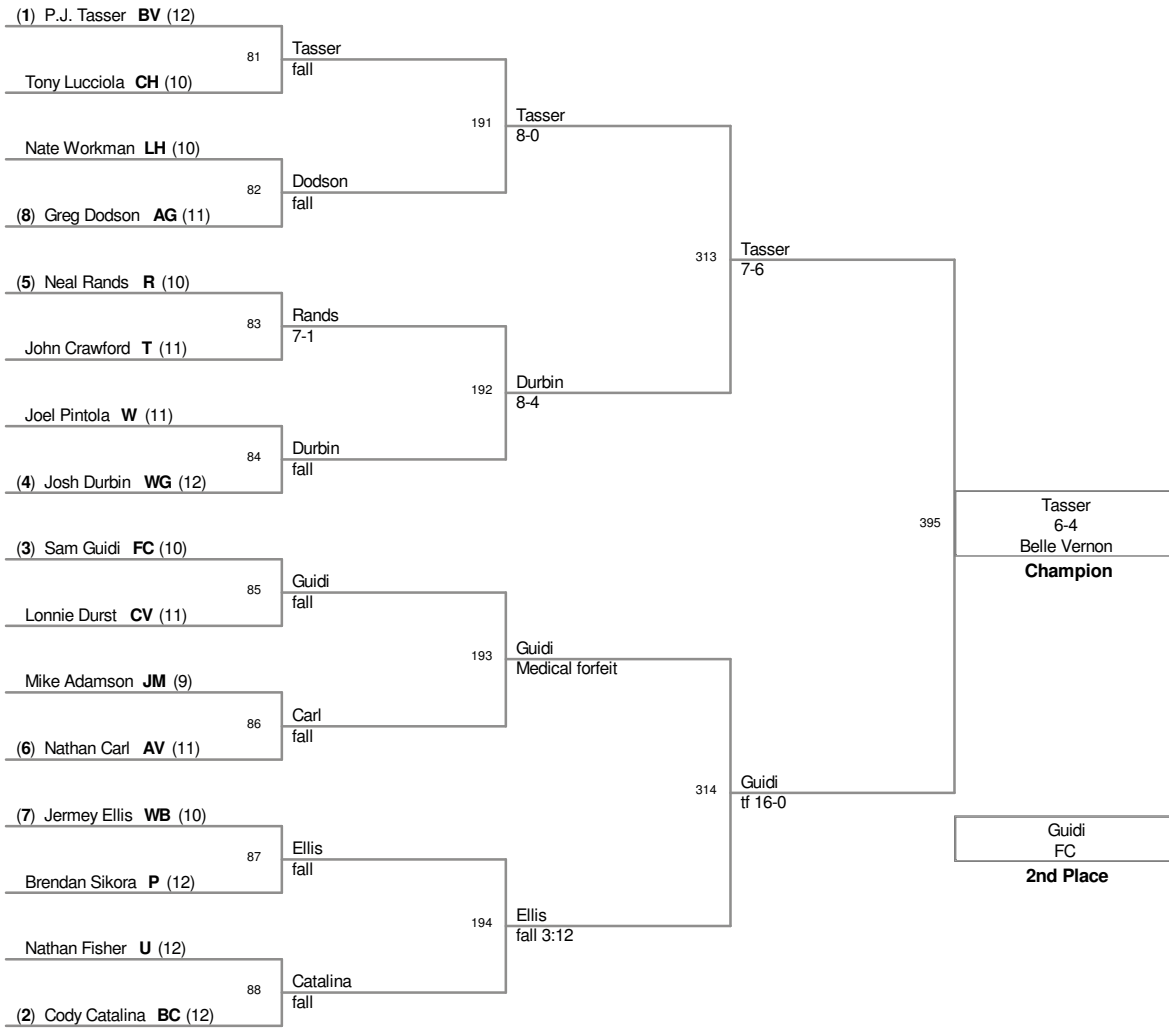 (1) P.J. Tasser BV (12)
81
Tasser
fall
Tony Lucciola CH (10)
191
Tasser
8-0
Nate Workman LH (10)
82
Dodson
fall
(8) Greg Dodson AG (11)
313
Tasser
7-6
(5) Neal Rands R (10)
83
Rands
7-1
John Crawford T (11)
192
Durbin
8-4
Joel Pintola W (11)
84
Durbin
fall
(4) Josh Durbin WG (12)
395
Tasser
6-4
Belle Vernon
Champion
(3) Sam Guidi FC (10)
85
Guidi
fall
Lonnie Durst CV (11)
193
Guidi
Medical forfeit
Mike Adamson JM (9)
86
Carl
fall
(6) Nathan Carl AV (11)
314
Guidi
tf 16-0
(7) Jermey Ellis WB (10)
87
Ellis
fall
Brendan Sikora P (12)
Guidi
FC
2nd Place
194
Ellis
fall 3:12
Nathan Fisher U (12)
88
Catalina
fall
(2) Cody Catalina BC (12)